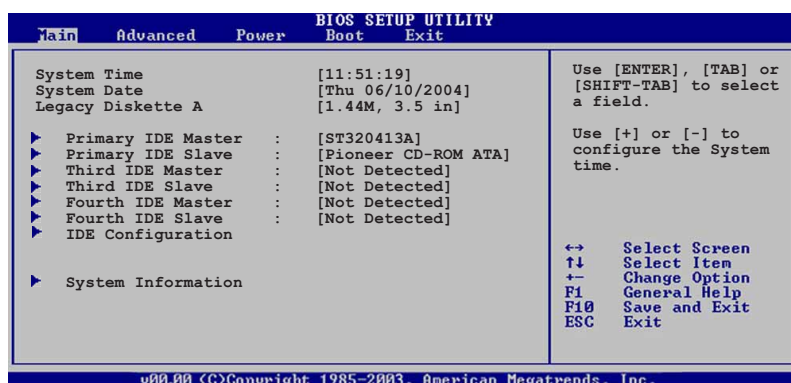 BIOS SETUP UTILITY
Main Advanced Power Boot Exit
System Time [11:51:19]
System Date [Thu 06/10/2004]
Legacy Diskette A [1.44M, 3.5 in]
Primary IDE Master : [ST320413A]
Primary IDE Slave : [Pioneer CD-ROM ATA]
Third IDE Master : [Not Detected]
Third IDE Slave : [Not Detected]
Fourth IDE Master : [Not Detected]
Fourth IDE Slave : [Not Detected]
IDE Configuration
System Information
Use [ENTER], [TAB] or
[SHIFT-TAB] to select
a field.
Use [+] or [-] to
configure the System
time.
↔ Select Screen
↑↓ Select Item
+- Change Option
F1 General Help
F10 Save and Exit
ESC Exit
v00.00 (C)Copyright 1985-2003, American Megatrends, Inc.